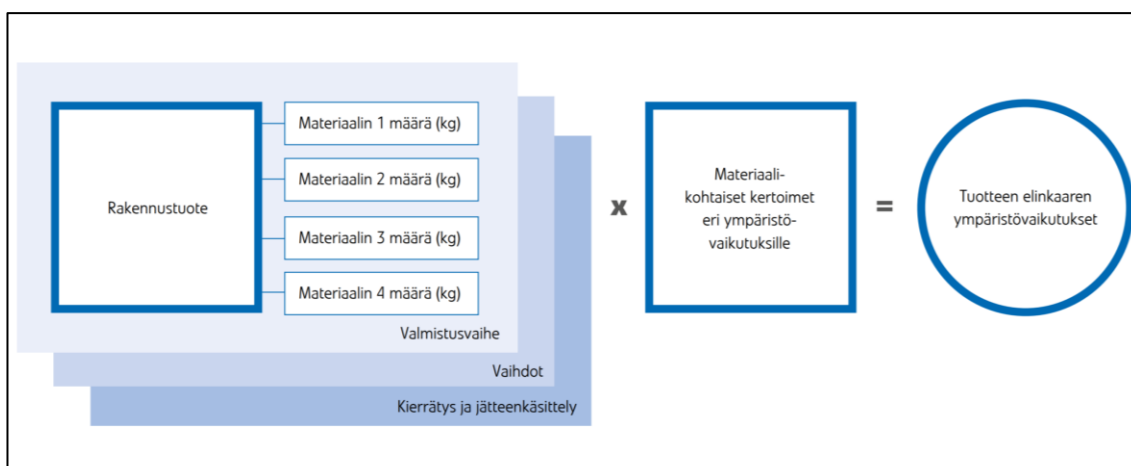 Rakennustuote
Materiaalin 1 määrä (kg)
Materiaalin 2 määrä (kg)
Materiaalin 3 määrä (kg)
Materiaalin 4 määrä (kg)
Valmistusvaihe
Vaihdot
Kierrätys ja jätteenkäsittely
x
Materiaali-
kohtaiset kertoimet
eri ympäristö-
vaikutuksille
=
Tuotteen elinkaaren
ympäristövaikutukset